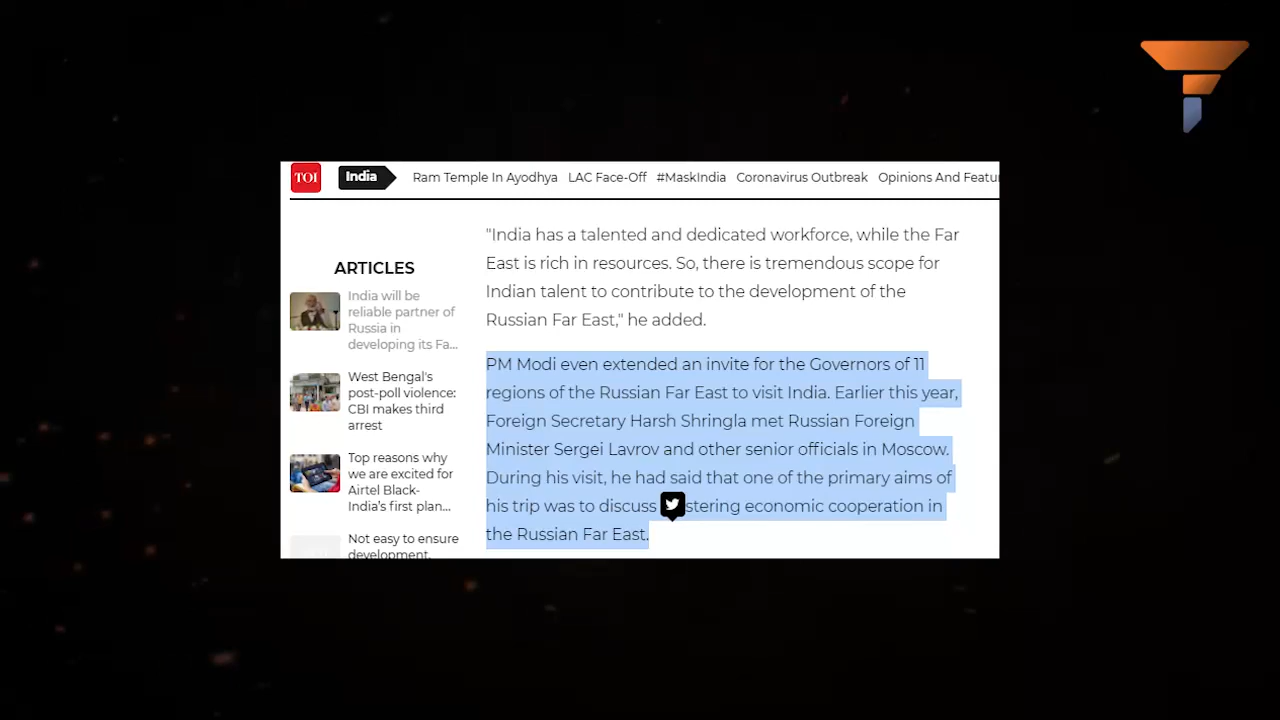 TOI
India
Ram Temple In Ayodhya
LAC Face-Off
#MaskIndia
Coronavirus Outbreak
Opinions And Featur
ARTICLES
India will be
reliable partner of
Russia in
developing its Fa...
West Bengal's
post-poll violence:
CBI makes third
arrest
Top reasons why
we are excited for
Airtel Black-
India's first plan...
Not easy to ensure
development,
"India has a talented and dedicated workforce, while the Far
East is rich in resources. So, there is tremendous scope for
Indian talent to contribute to the development of the
Russian Far East," he added.
PM Modi even extended an invite for the Governors of 11
regions of the Russian Far East to visit India. Earlier this year,
Foreign Secretary Harsh Shringla met Russian Foreign
Minister Sergei Lavrov and other senior officials in Moscow.
During his visit, he had said that one of the primary aims of
his trip was to discuss stering economic cooperation in
the Russian Far East.